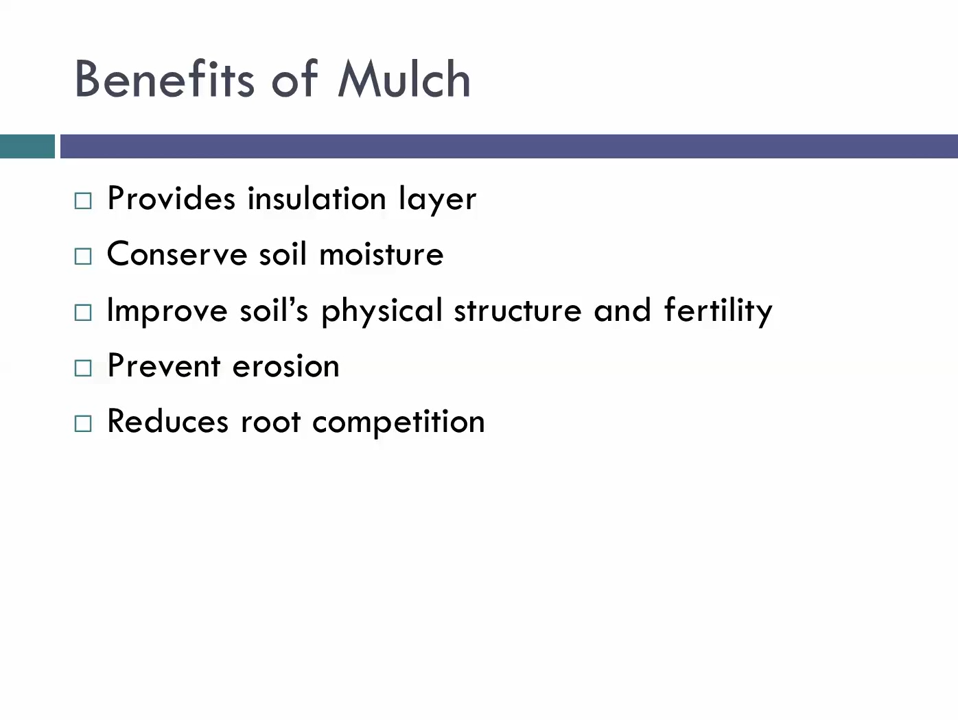 Benefits of Mulch
Provides insulation layer
Conserve soil moisture
Improve soil’s physical structure and fertility
Prevent erosion
Reduces root competition